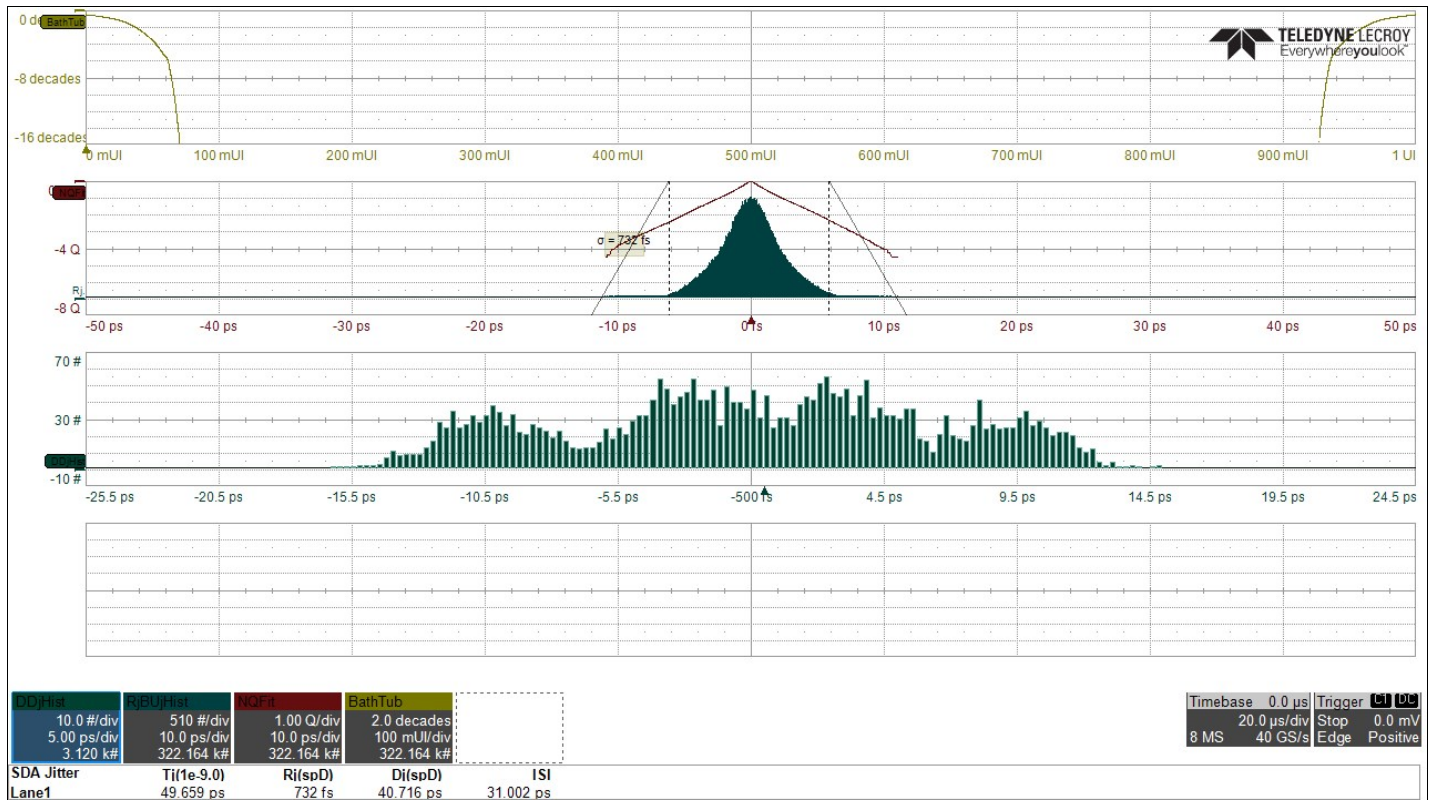 0 de BathTub
TELEDYNE LECROY
Everywhereyoulook™
-8 decades
-16 decades
0 mUI 100 mUI 200 mUI 300 mUI 400 mUI 500 mUI 600 mUI 700 mUI 800 mUI 900 mUI 1 UI
NQFit
σ = 732 fs
-4 Q
Rj
-8 Q
-50 ps -40 ps -30 ps -20 ps -10 ps 0 fs 10 ps 20 ps 30 ps 40 ps 50 ps
70 #
30 #
DDjHist
-10 #
-25.5 ps -20.5 ps -15.5 ps -10.5 ps -5.5 ps -500 fs 4.5 ps 9.5 ps 14.5 ps 19.5 ps 24.5 ps
DDjHist RjBUjHist NQFit BathTub
10.0 #/div 510 #/div 1.00 Q/div 2.0 decades
5.00 ps/div 10.0 ps/div 10.0 ps/div 100 mUI/div
3.120 k# 322.164 k# 322.164 k# 322.164 k#
Timebase 0.0 µs Trigger C1 DC
20.0 µs/div Stop 0.0 mV
8 MS 40 GS/s Edge Positive
SDA Jitter Tj(1e-9.0) Rj(spD) Dj(spD) ISI
Lane1 49.659 ps 732 fs 40.716 ps 31.002 ps